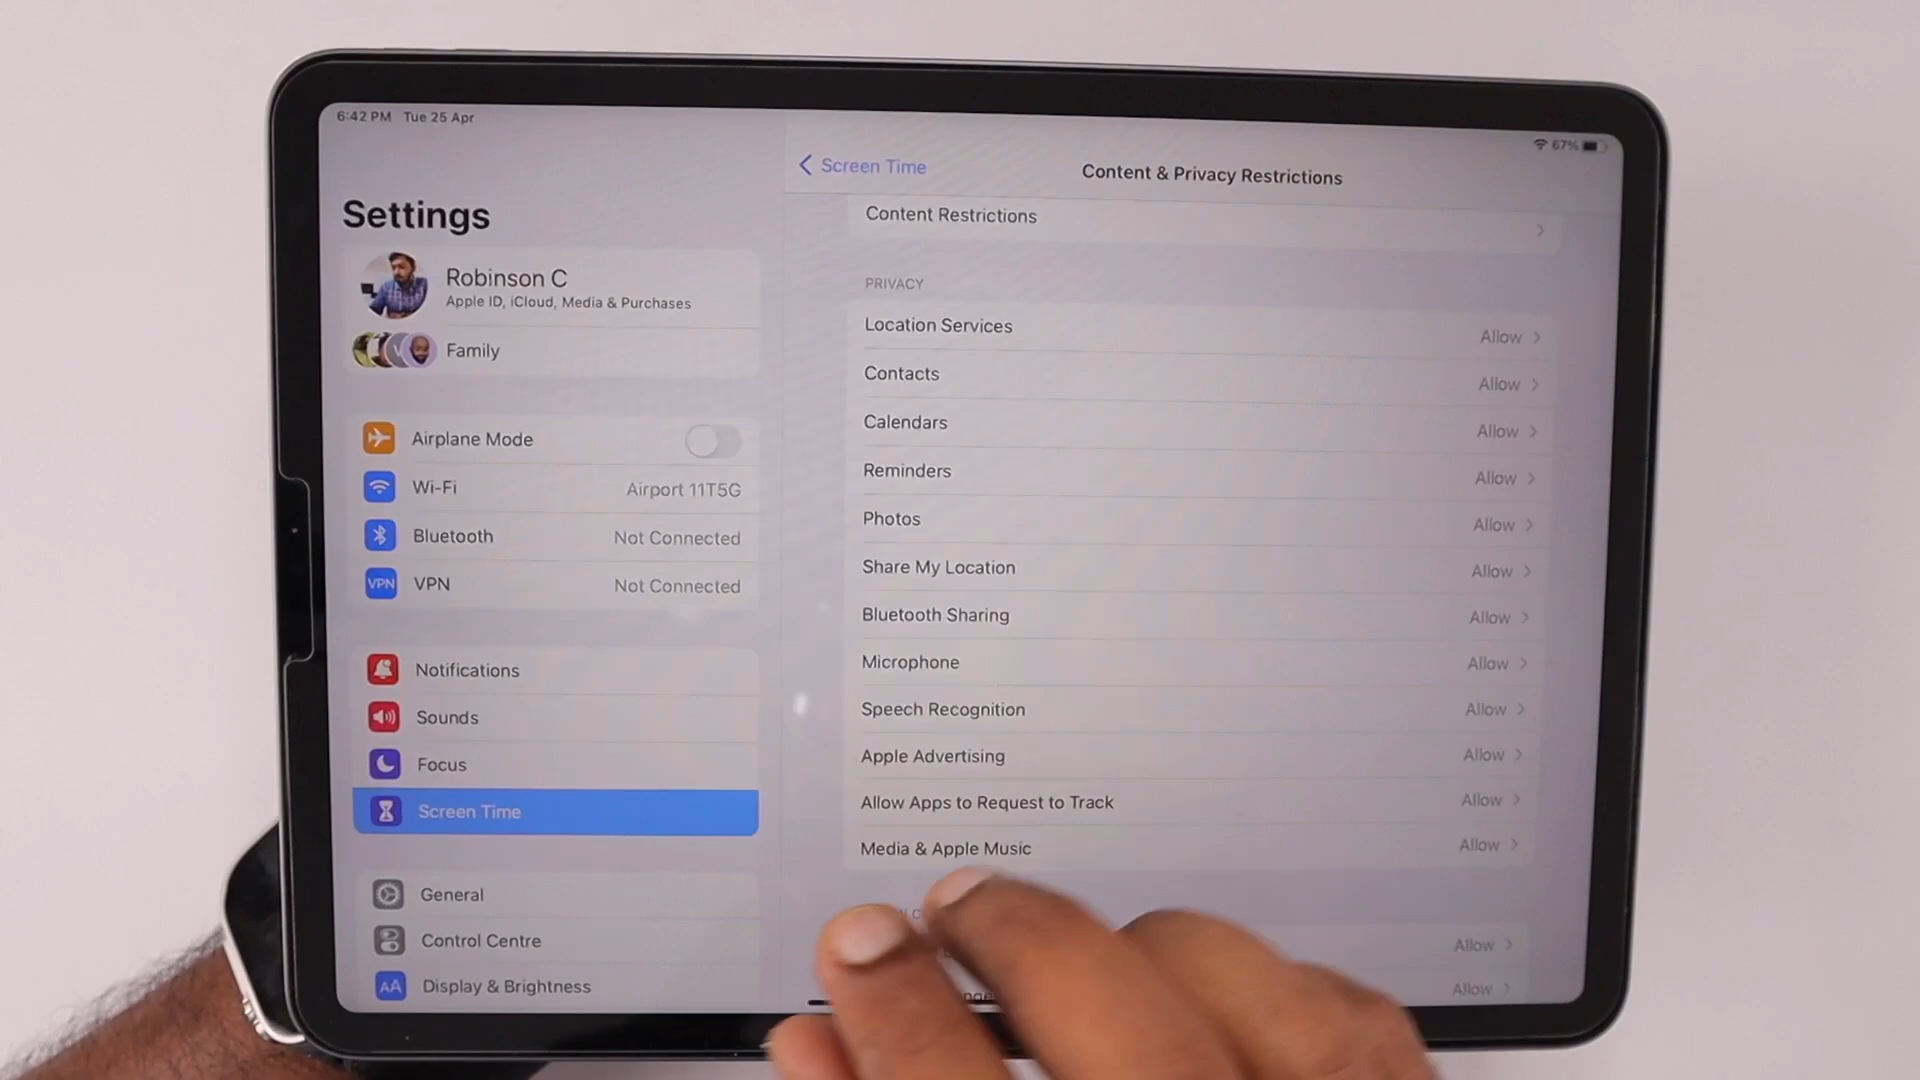 6:42 PM Tue 25 Apr
67%
Settings
Robinson C
Apple ID, iCloud, Media & Purchases
Family
Airplane Mode
Wi-Fi Airport 11T5G
Bluetooth Not Connected
VPN VPN Not Connected
Notifications
Sounds
Focus
Screen Time
General
Control Centre
AA Display & Brightness
Screen Time
Content & Privacy Restrictions
Content Restrictions
PRIVACY
Location Services Allow
Contacts Allow
Calendars Allow
Reminders Allow
Photos Allow
Share My Location Allow
Bluetooth Sharing Allow
Microphone Allow
Speech Recognition Allow
Apple Advertising Allow
Allow Apps to Request to Track Allow
Media & Apple Music Allow
Allow
Allow